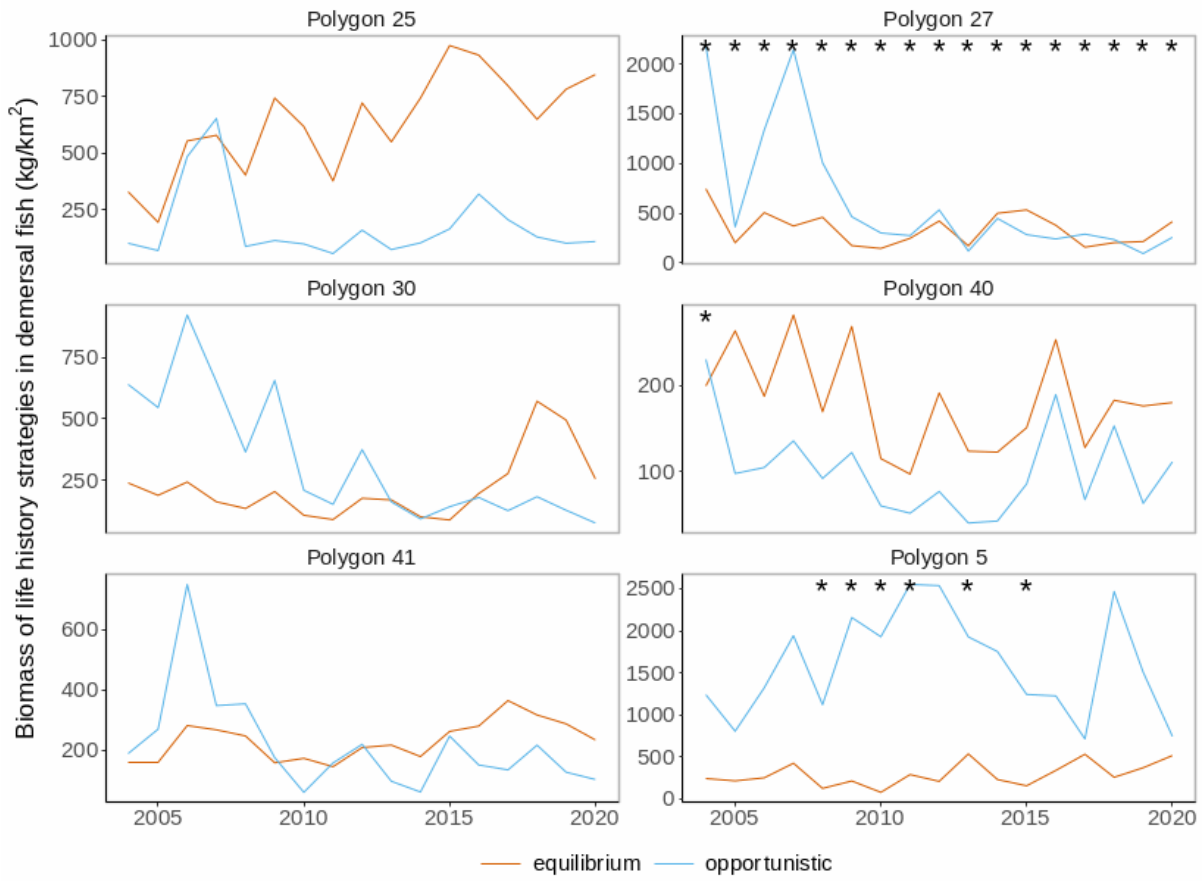 Polygon 25
Polygon 27
1000
750
500
250
* * * * * * * * * * * * * * * * *
2000
1500
1000
500
0
Polygon 30
Polygon 40
750
500
250
*
200
100
Polygon 41
Polygon 5
600
400
200
* * * * * *
2500
2000
1500
1000
500
0
2005 2010 2015 2020
2005 2010 2015 2020
Biomass of life history strategies in demersal fish (kg/km²)
equilibrium opportunistic